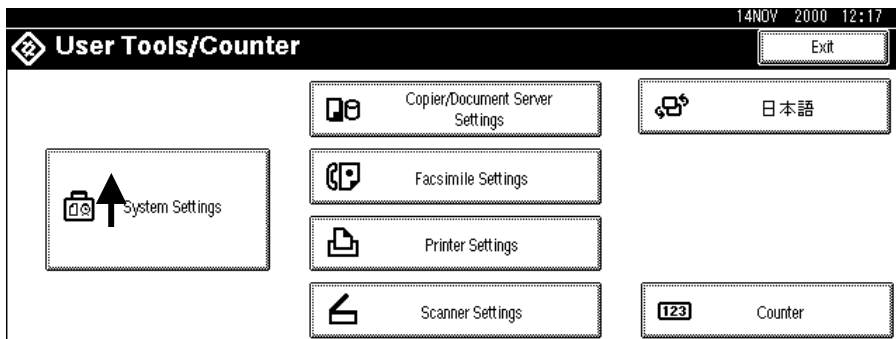 14NOV 2000 12:17
User Tools/Counter
Exit
Copier/Document Server
Settings
日本語
System Settings
Facsimile Settings
Printer Settings
Scanner Settings
123
Counter